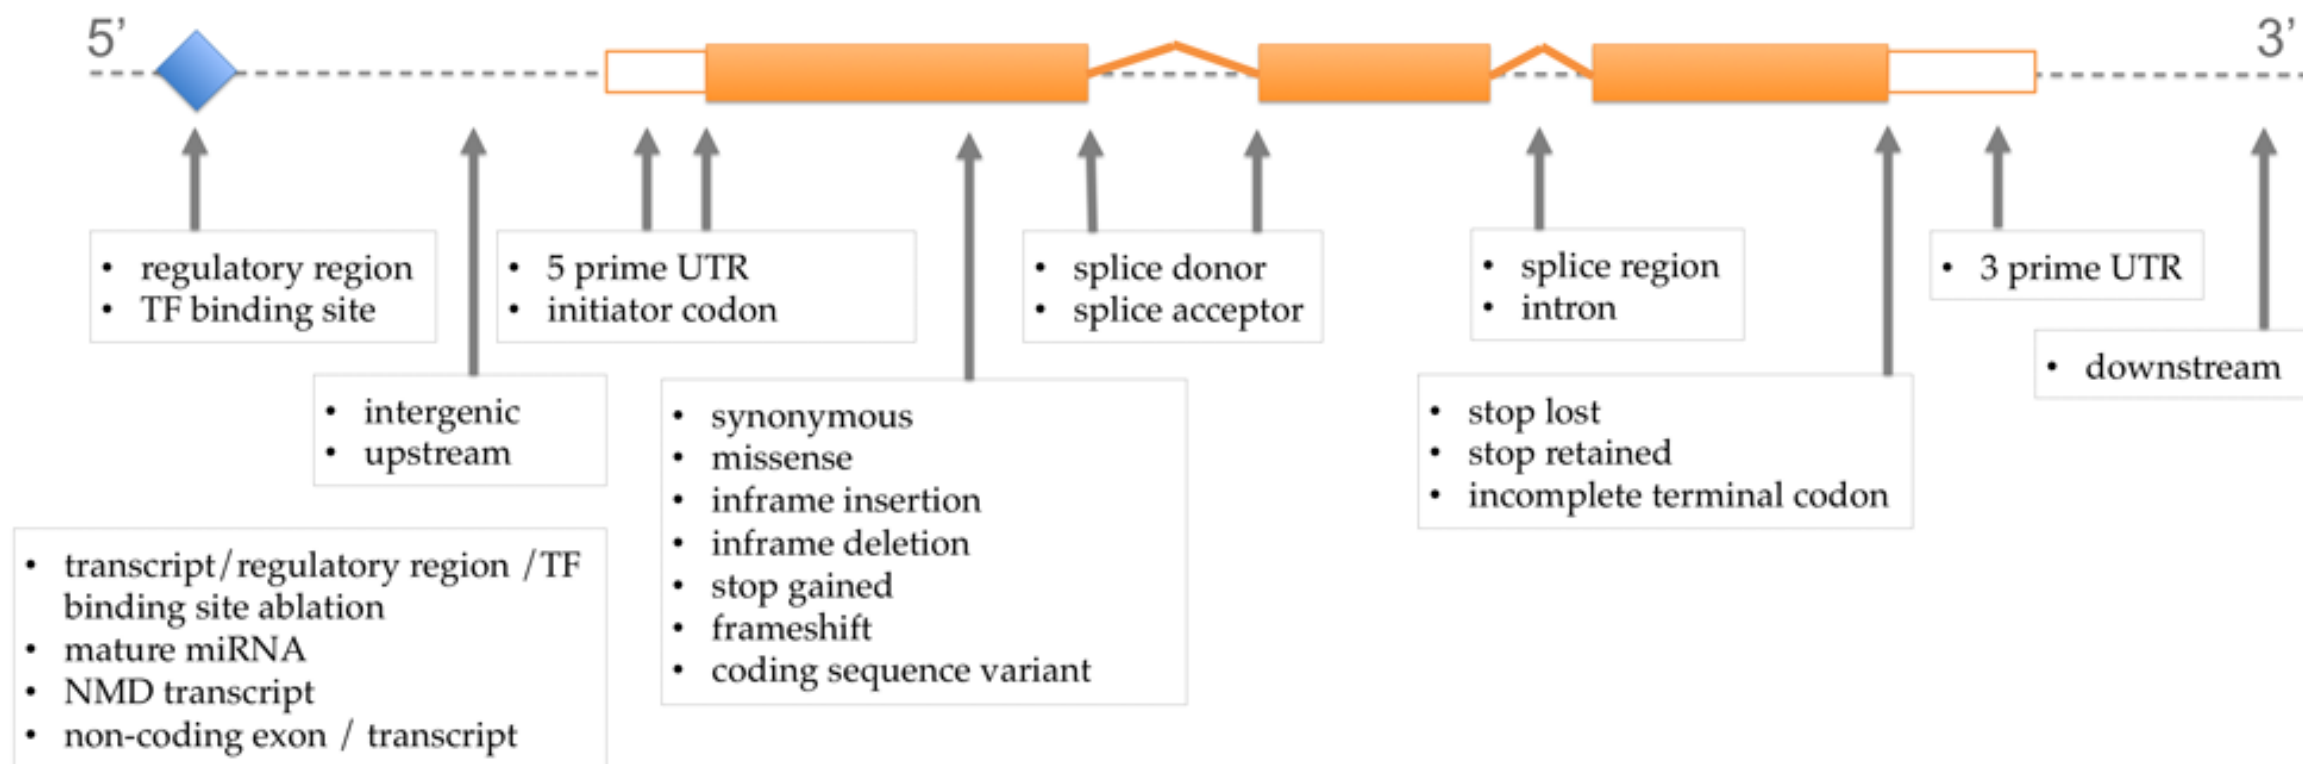 5’
3’
• regulatory region
• TF binding site
• 5 prime UTR
• initiator codon
• splice donor
• splice acceptor
• splice region
• intron
• 3 prime UTR
• downstream
• intergenic
• upstream
• synonymous
• missense
• inframe insertion
• inframe deletion
• stop gained
• frameshift
• coding sequence variant
• stop lost
• stop retained
• incomplete terminal codon
• transcript/regulatory region /TF
binding site ablation
• mature miRNA
• NMD transcript
• non-coding exon / transcript